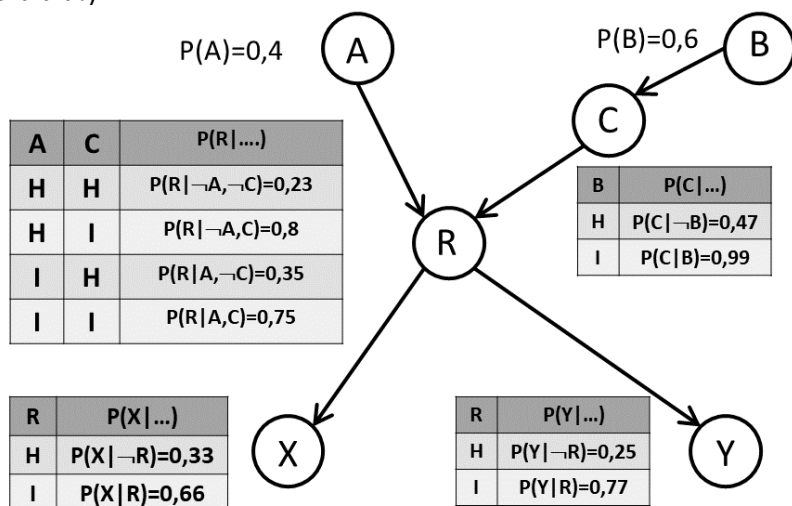 P(A)=0,4
A
P(B)=0,6
B
C
R
A C P(R|....)
H H P(R|¬A,¬C)=0,23
H I P(R|¬A,C)=0,8
I H P(R|A,¬C)=0,35
I I P(R|A,C)=0,75
B P(C|...)
H P(C|¬B)=0,47
I P(C|B)=0,99
R P(X|...)
H P(X|¬R)=0,33
I P(X|R)=0,66
X
R P(Y|...)
H P(Y|¬R)=0,25
I P(Y|R)=0,77
Y